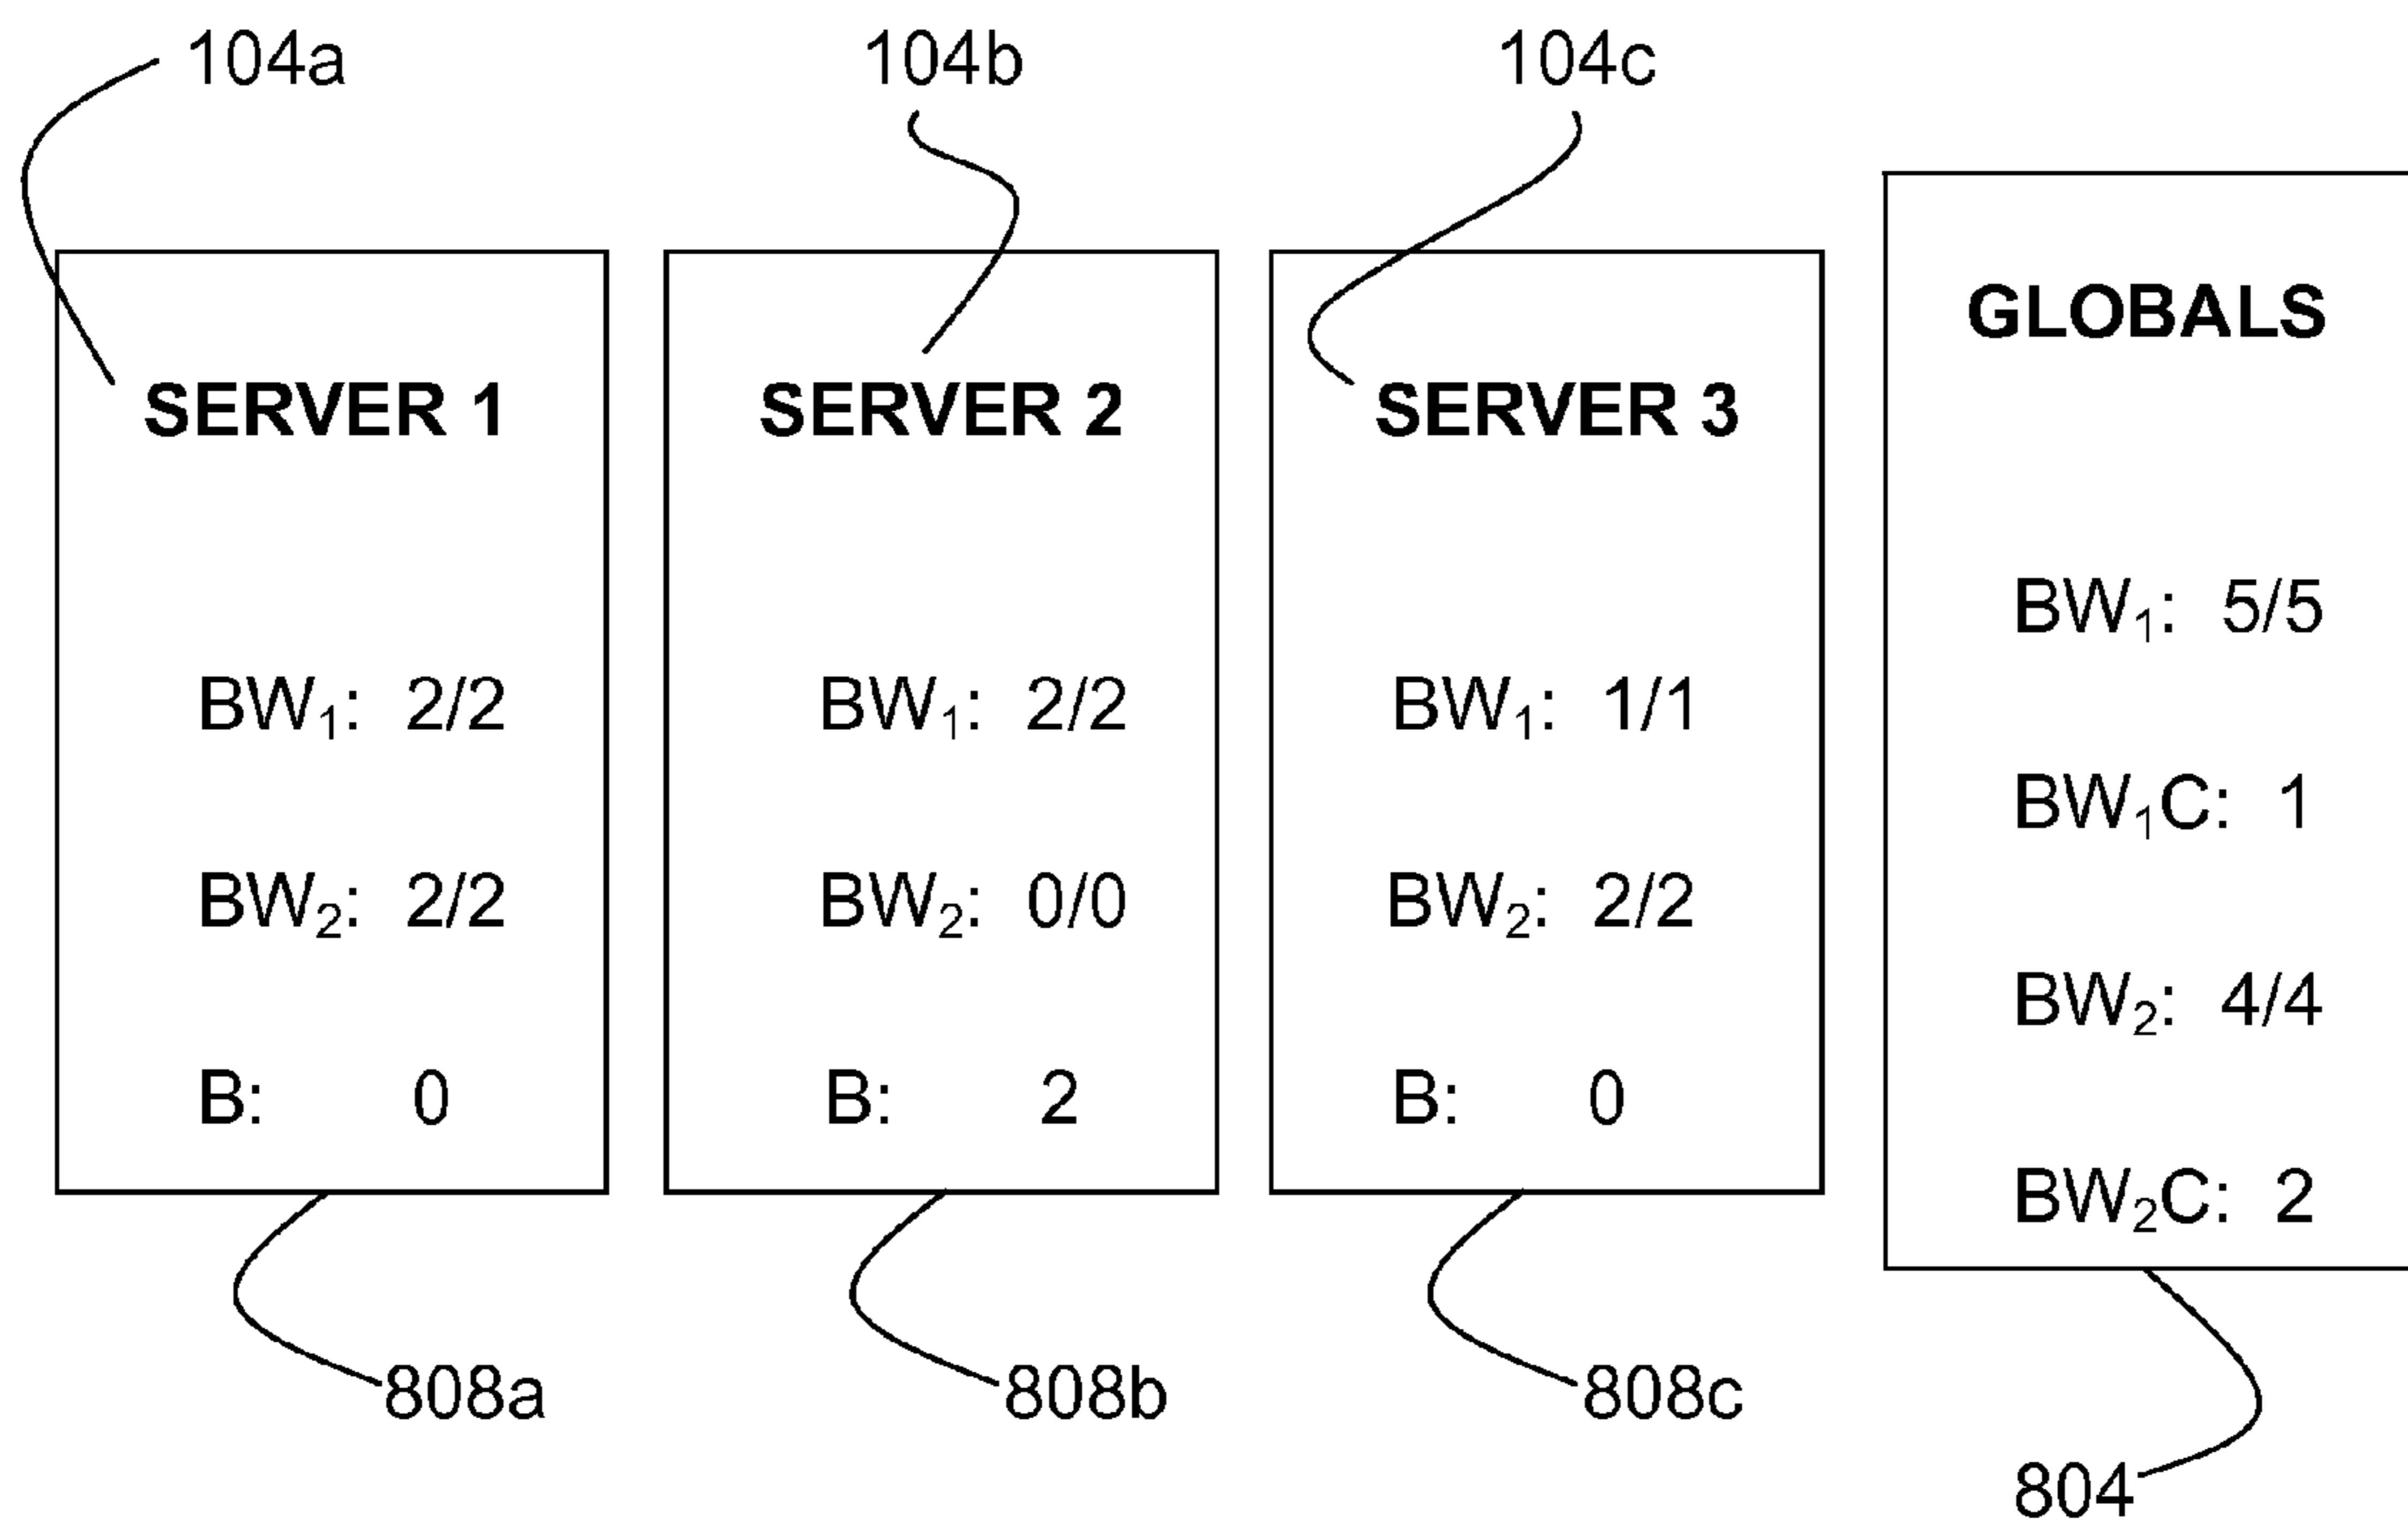 104a
104b
104c
SERVER 1
BW₁: 2/2
BW₂: 2/2
B: 0
SERVER 2
BW₁: 2/2
BW₂: 0/0
B: 2
SERVER 3
BW₁: 1/1
BW₂: 2/2
B: 0
GLOBALS
BW₁: 5/5
BW₁C: 1
BW₂: 4/4
BW₂C: 2
808a
808b
808c
804